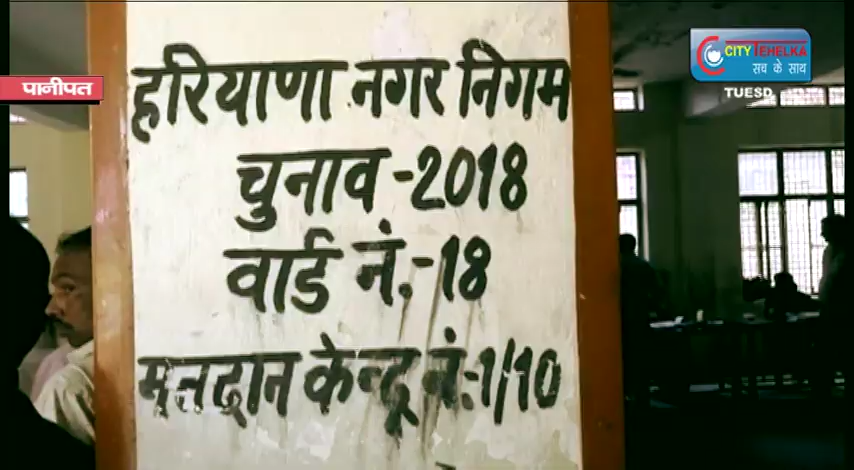 पानीपत
CITY TEHELKA
सच के साथ
TUESD
हरियाणा नगर निगम
चुनाव-2018
वार्ड नं.-18
मतदान केन्द्र नं.:1/10